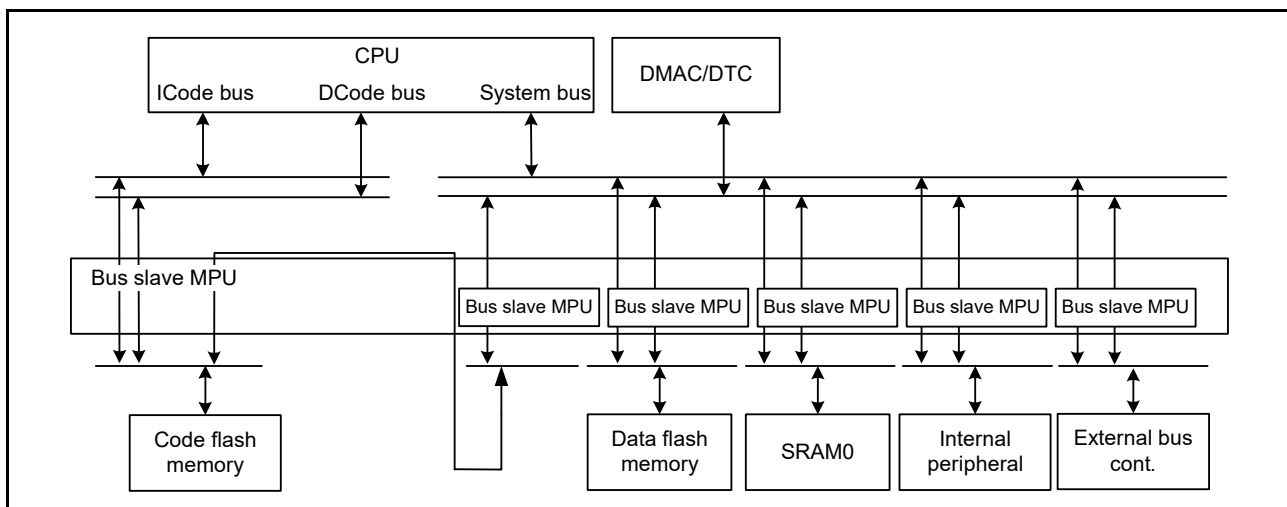 CPU
ICode bus DCode bus System bus
DMAC/DTC
Bus slave MPU
Bus slave MPU
Bus slave MPU
Bus slave MPU
Bus slave MPU
Bus slave MPU
Code flash
memory
Data flash
memory
SRAM0
Internal
peripheral
External bus
cont.